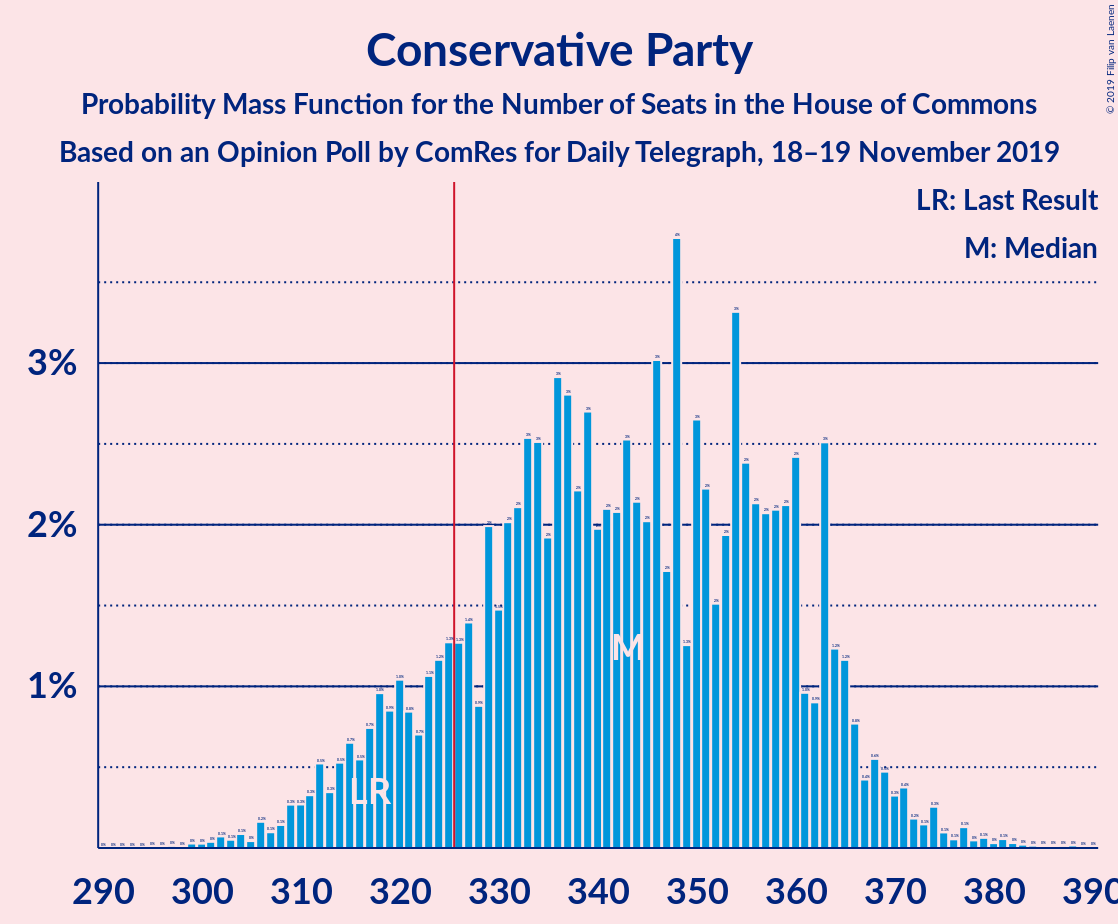 Conservative Party
Probability Mass Function for the Number of Seats in the House of Commons
Based on an Opinion Poll by ComRes for Daily Telegraph, 18–19 November 2019
© 2019 Filip van Laenen
LR: Last Result
M: Median
3%
2%
1%
M
LR
290 300 310 320 330 340 350 360 370 380 390